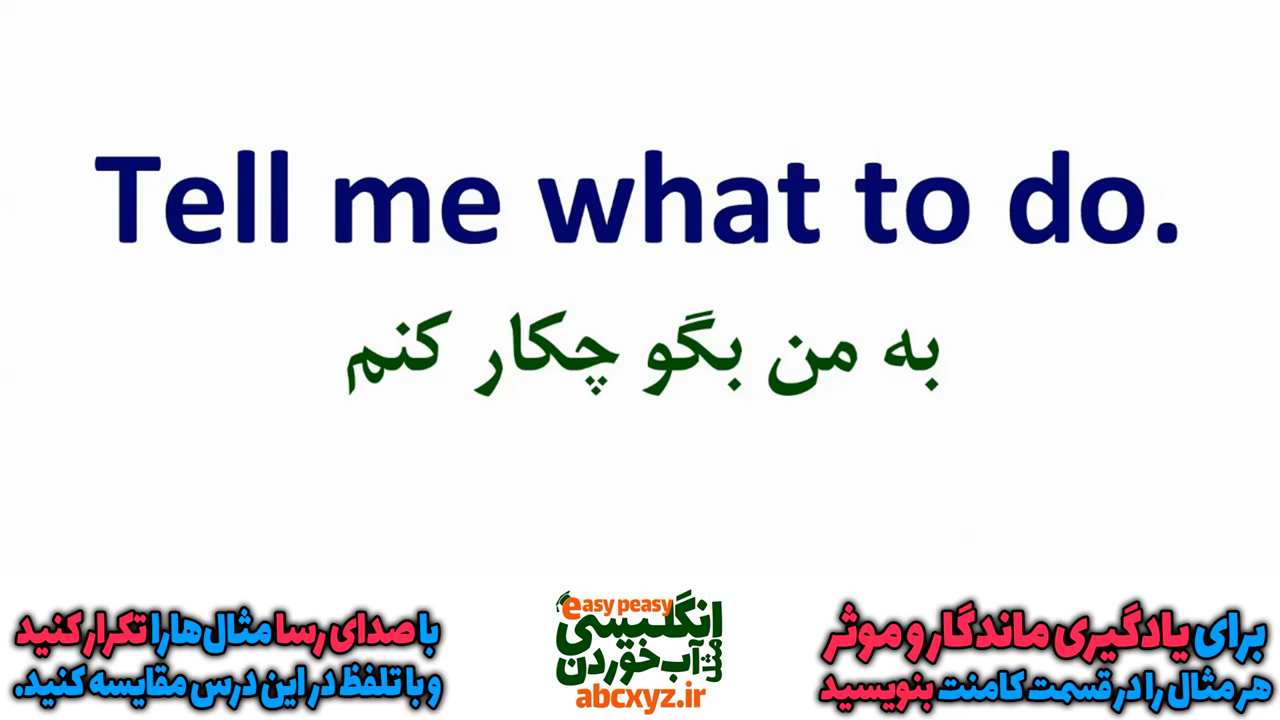 Tell me what to do.
به من بگو چکار کنم
برای یادگیری ماندگار و موثر
هر مثال را در قسمت کامنت بنویسید
easy peasy
انگلیسی
مثل آب خوردن
abcxyz.ir
با صدای رسا مثال‌ها را تکرار کنید
و با تلفظ در این درس مقایسه کنید.